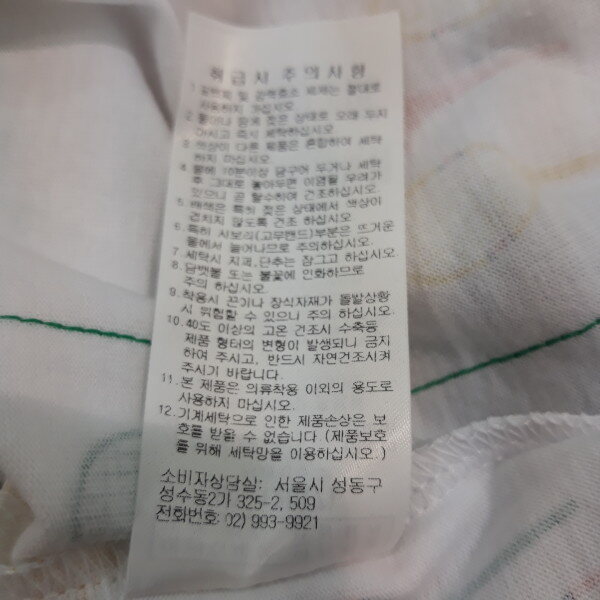 취급시 주의사항
1. 표백제 및 염색종소 세제는 절대로
사용하지 마십시오
2. 물이나 땀에 젖은 상태로 오래 두지
마시고 즉시 세탁하십시오
3. 색상이 다른 제품은 혼합하여 세탁
하지 마십시오
4. 물에 10분이상 담구어 두거나 세탁
후 그대로 놓아두면 이염될 우려가
있으니 곧 탈수하여 건조하십시오.
5. 배색은 특히 젖은 상태에서 색상이
겹치지 않도록 건조 하십시오.
6. 특히 시보리(고무밴드)부분은 뜨거운
물에서 늘어나므로 주의하십시오.
7. 세탁시 지퍼,단추는 잠그고 하십시오.
8. 담뱃불 또는 불꽃에 인화하므로
주의 하십시오.
9. 착용시 끈이나 장식자재가 돌발상황
시 위험할 수 있으니 주의 하십시오.
10. 40도 이상의 고온 건조시 수축등
제품 형태의 변형이 발생되니 금지
하여 주시고, 반드시 자연건조시켜
주시기 바랍니다.
11. 본 제품은 의류착용 이외의 용도로
사용하지 마십시오.
12. 기계세탁으로 인한 제품손상은 보
호를 받을 수 없습니다 (제품보호
를 위해 세탁망을 이용하십시오.)
소비자상담실: 서울시 성동구
성수동2가 325-2, 509
전화번호: 02) 993-9921